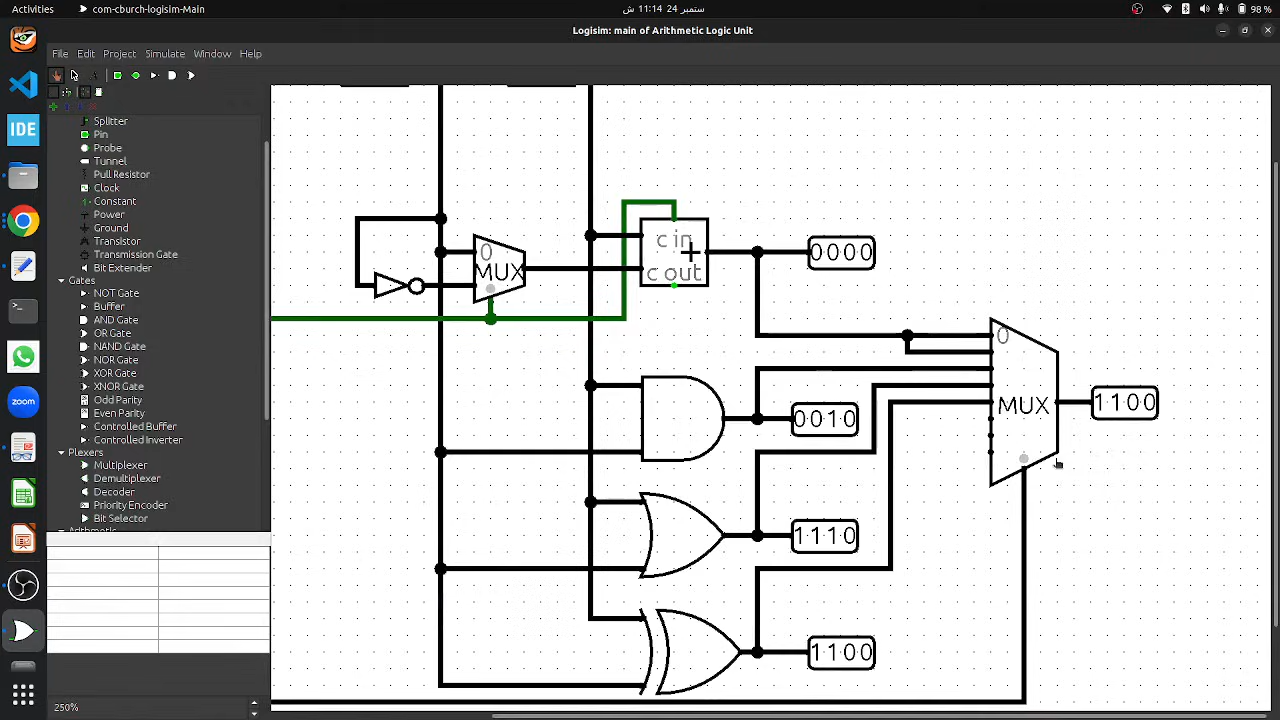 Activities com-cburch-logisim-Main ش 11:14 24 سبتمبر 98 %
Logisim: main of Arithmetic Logic Unit
File Edit Project Simulate Window Help
Splitter
Pin
Probe
Tunnel
Pull Resistor
Clock
Constant
Power
Ground
Transistor
Transmission Gate
Bit Extender
Gates
NOT Gate
Buffer
AND Gate
OR Gate
NAND Gate
NOR Gate
XOR Gate
XNOR Gate
Odd Parity
Even Parity
Controlled Buffer
Controlled Inverter
Plexers
Multiplexer
Demultiplexer
Decoder
Priority Encoder
Bit Selector
250%
IDE
zoom
0
MUX
c in
+
c out
0000
0010
1110
1100
0
MUX
1100